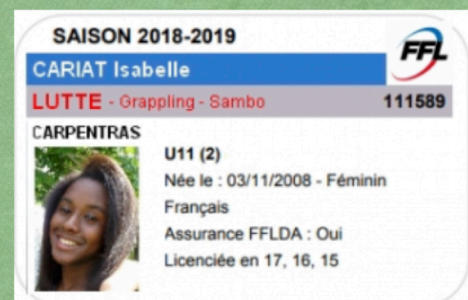 SAISON 2018-2019
FFL
CARIAT Isabelle
LUTTE - Grappling - Sambo 111589
CARPENTRAS
U11 (2)
Née le : 03/11/2008 - Féminin
Français
Assurance FFLDA : Oui
Licenciée en 17, 16, 15